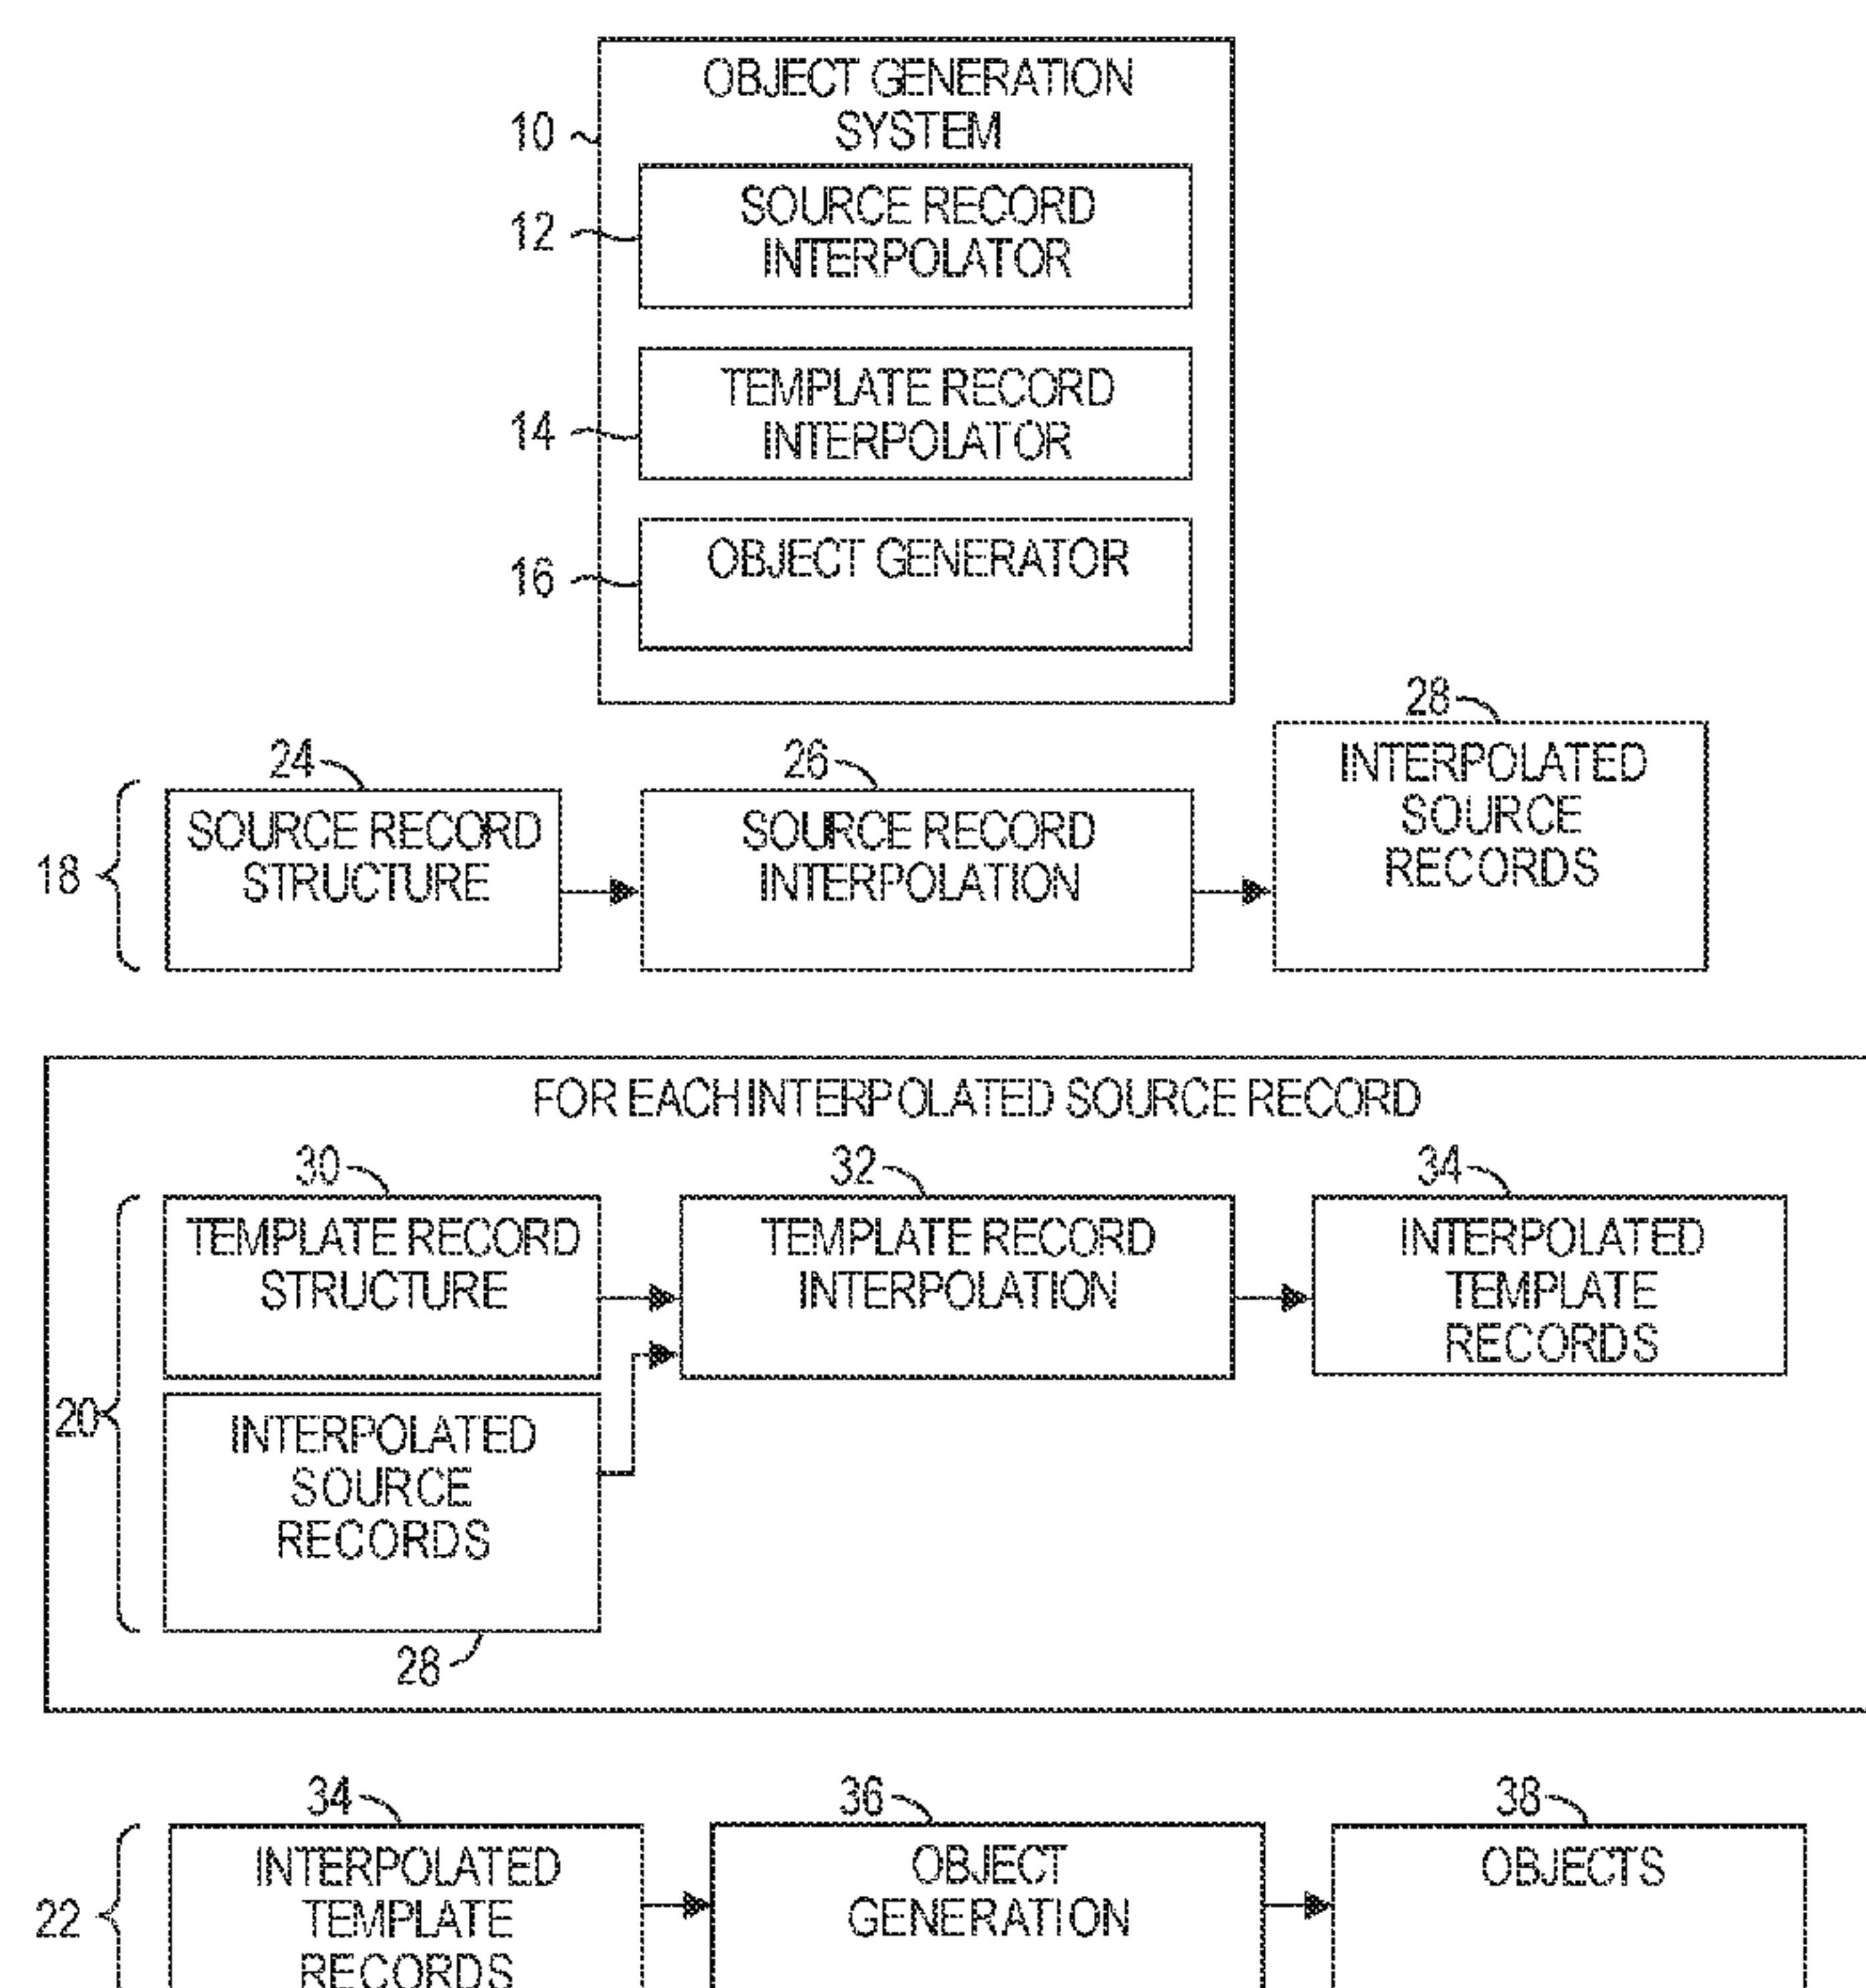 OBJECT GENERATION
SYSTEM
10
SOURCE RECORD
INTERPOLATOR
12
TEMPLATE RECORD
INTERPOLATOR
14
OBJECT GENERATOR
16
18
24
SOURCE RECORD
STRUCTURE
26
SOURCE RECORD
INTERPOLATION
28
INTERPOLATED
SOURCE
RECORDS
FOR EACH INTERPOLATED SOURCE RECORD
20
30
TEMPLATE RECORD
STRUCTURE
32
TEMPLATE RECORD
INTERPOLATION
34
INTERPOLATED
TEMPLATE
RECORDS
INTERPOLATED
SOURCE
RECORDS
28
22
34
INTERPOLATED
TEMPLATE
RECORDS
36
OBJECT
GENERATION
38
OBJECTS